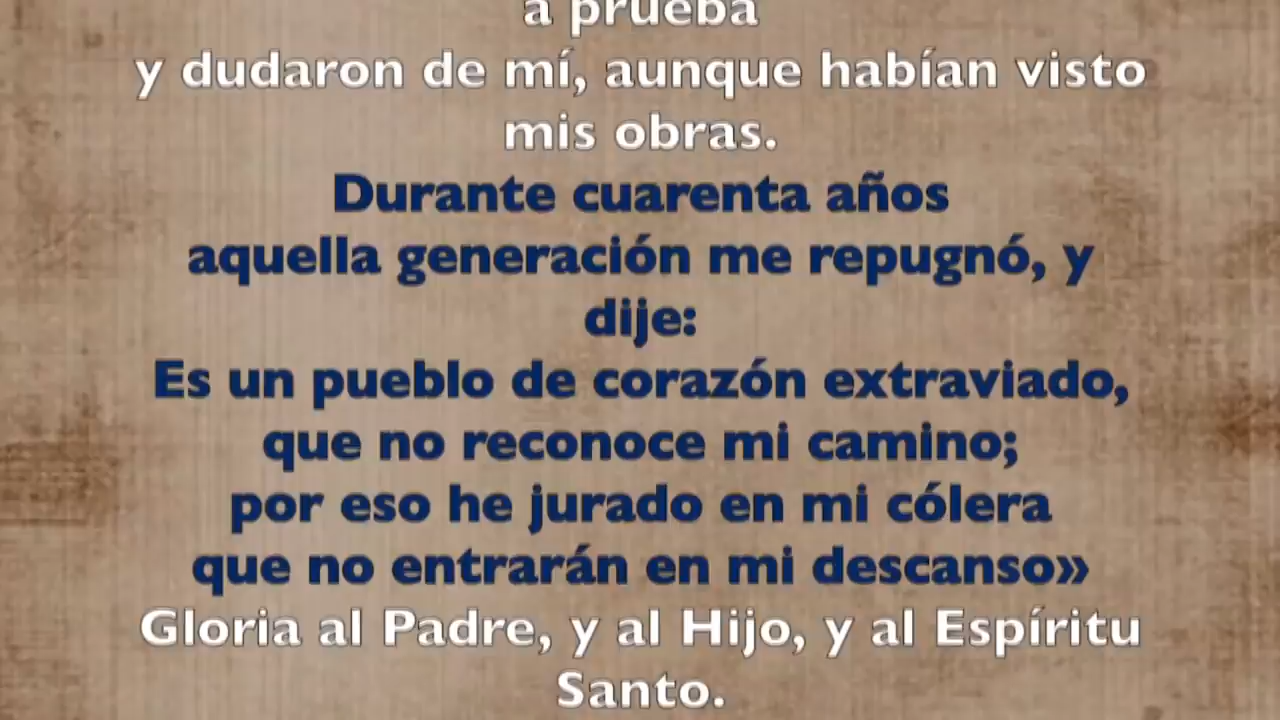 a prueba
y dudaron de mí, aunque habían visto
mis obras.
Durante cuarenta años
aquella generación me repugnó, y
dije:
Es un pueblo de corazón extraviado,
que no reconoce mi camino;
por eso he jurado en mi cólera
que no entrarán en mi descanso»
Gloria al Padre, y al Hijo, y al Espíritu
Santo.